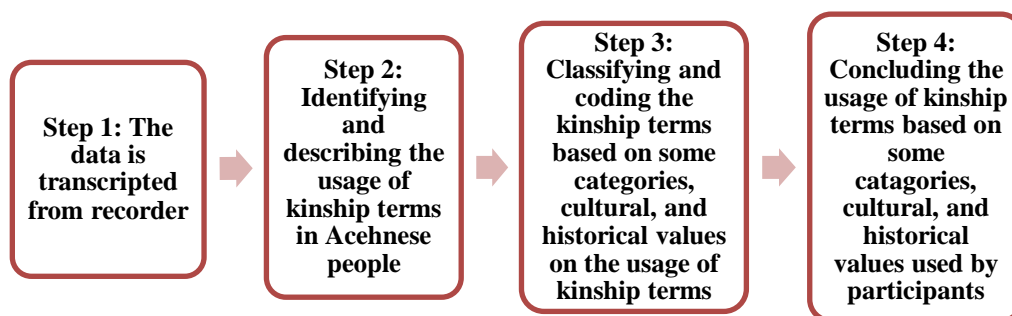 Step 1: The
data is
transcripted
from recorder
Step 2:
Identifying
and
describing the
usage of
kinship terms
in Acehnese
people
Step 3:
Classifying and
coding the
kinship terms
based on some
categories,
cultural, and
historical values
on the usage of
kinship terms
Step 4:
Concluding the
usage of kinship
terms based on
some
catagories,
cultural, and
historical
values used by
participants